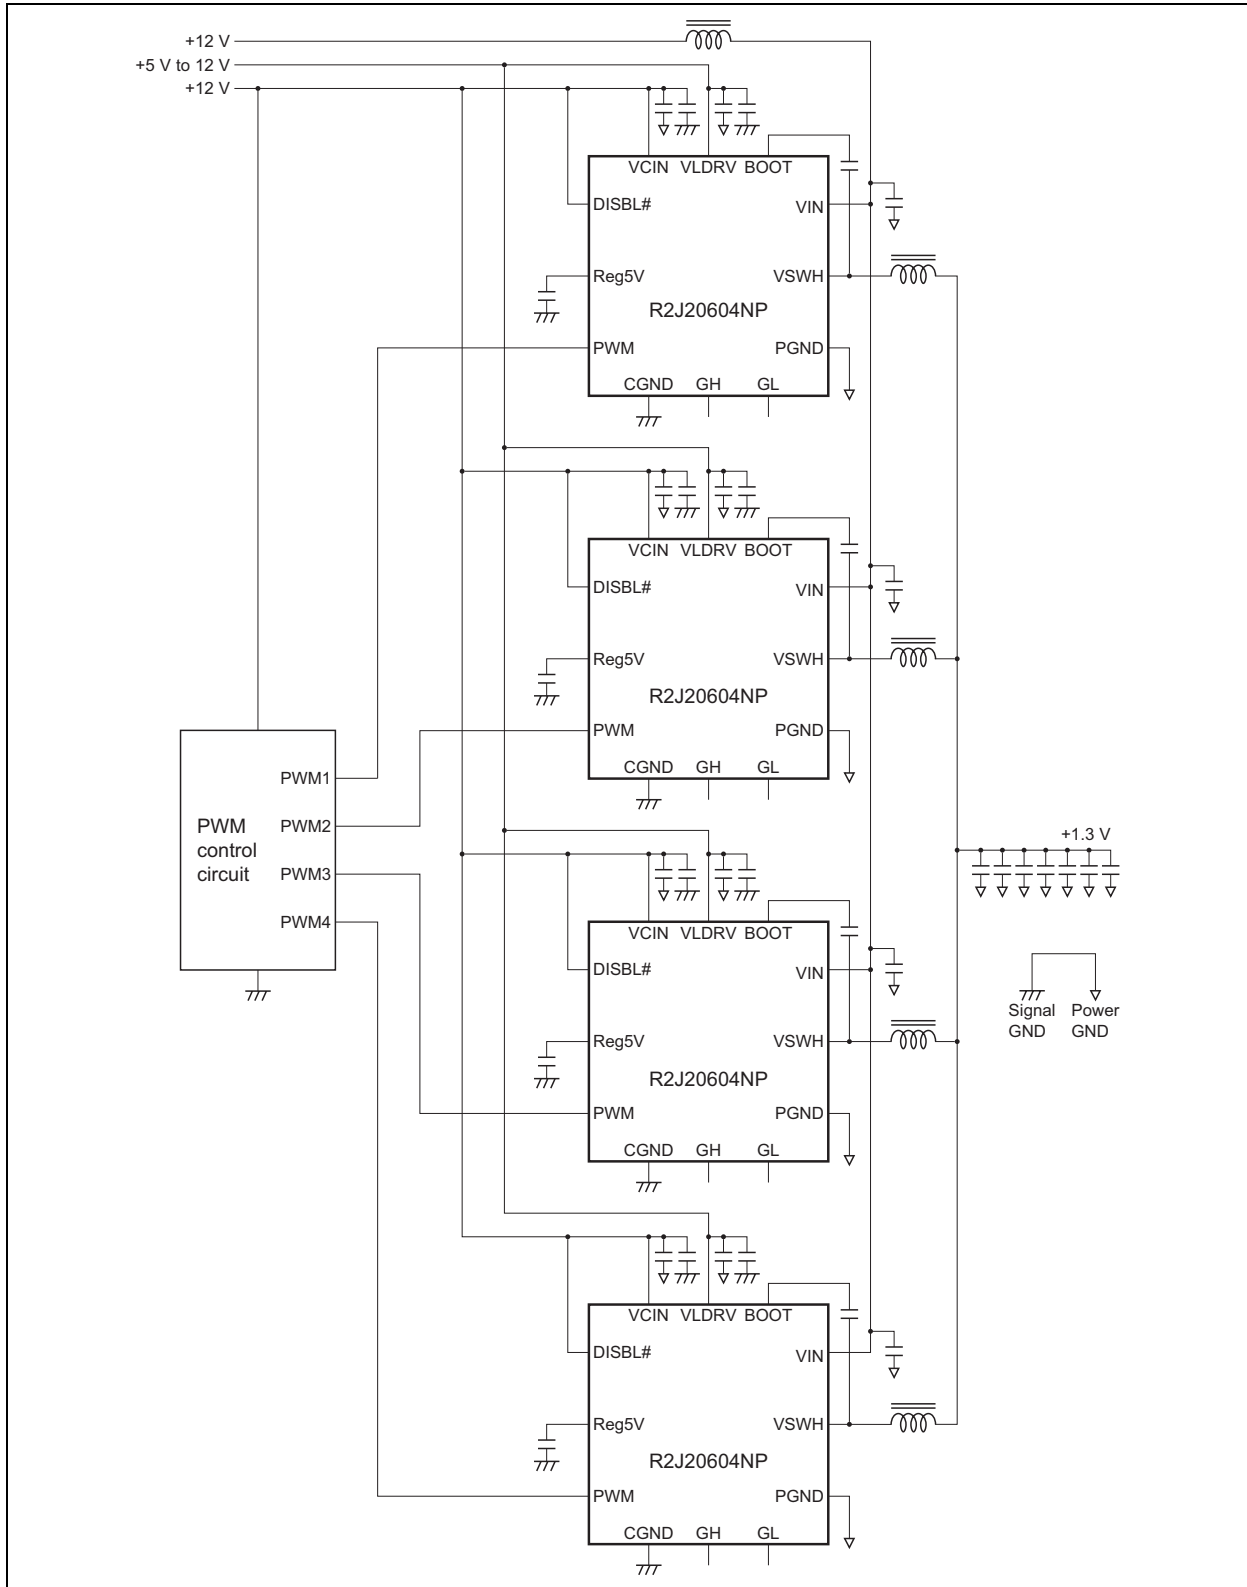 +12 V
+5 V to 12 V
+12 V
VCIN VLDRV BOOT
DISBL#
VIN
Reg5V
VSWH
R2J20604NP
PWM
PGND
CGND GH GL
VCIN VLDRV BOOT
DISBL#
VIN
Reg5V
VSWH
R2J20604NP
PWM
PGND
CGND GH GL
PWM
control
circuit
PWM1
PWM2
PWM3
PWM4
+1.3 V
VCIN VLDRV BOOT
DISBL#
VIN
Reg5V
VSWH
R2J20604NP
PWM
PGND
CGND GH GL
Signal
GND
Power
GND
VCIN VLDRV BOOT
DISBL#
VIN
Reg5V
VSWH
R2J20604NP
PWM
PGND
CGND GH GL